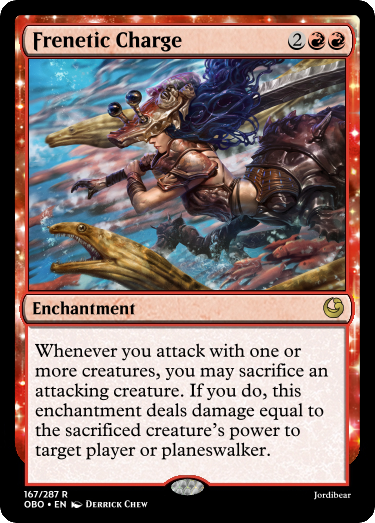 Frenetic Charge 2
Enchantment
Whenever you attack with one or
more creatures, you may sacrifice an
attacking creature. If you do, this
enchantment deals damage equal to
the sacrificed creature's power to
target player or planeswalker.
167/287 R
OBO • EN DERRICK CHEW
Jordibear